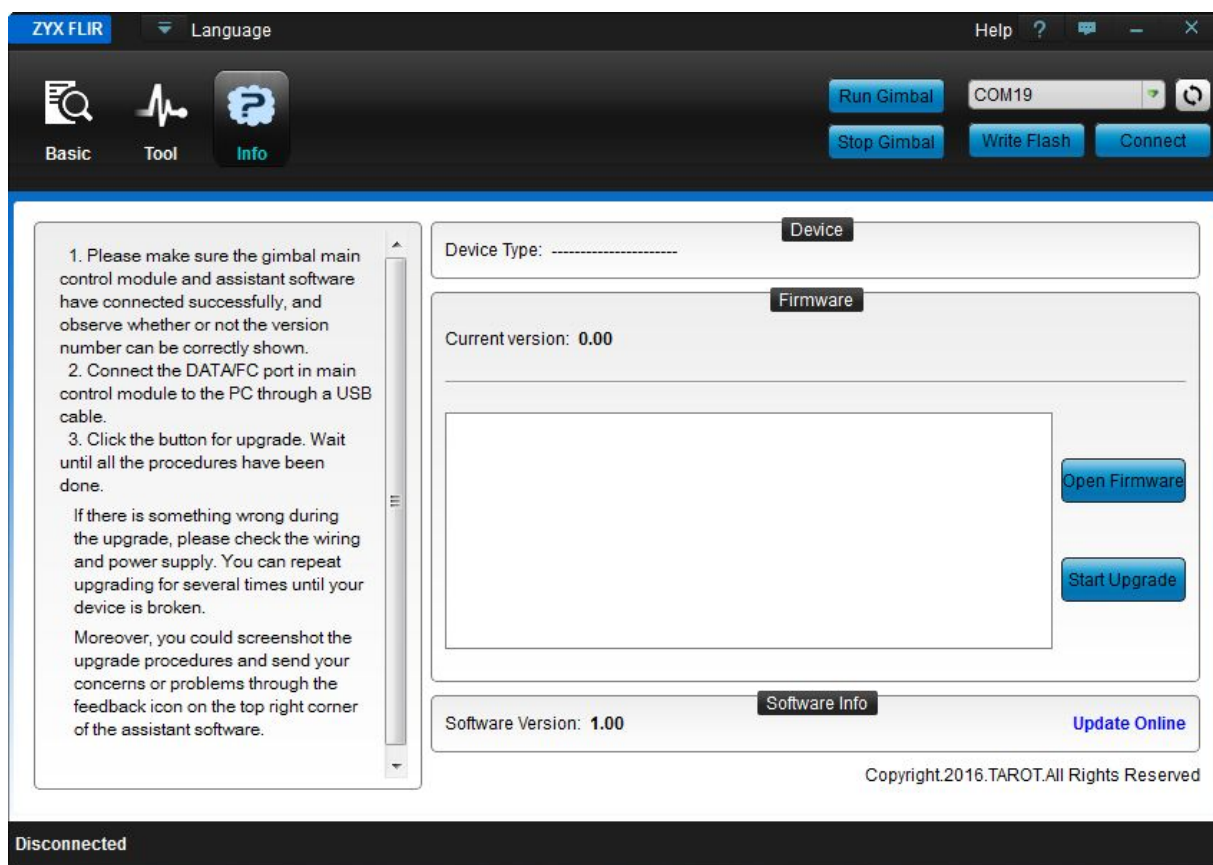 ZYX FLIR
Language
Help ?
Basic
Tool
Info
Run Gimbal
COM19
Stop Gimbal
Write Flash
Connect
1. Please make sure the gimbal main
control module and assistant software
have connected successfully, and
observe whether or not the version
number can be correctly shown.
2. Connect the DATA/FC port in main
control module to the PC through a USB
cable.
3. Click the button for upgrade. Wait
until all the procedures have been
done.
If there is something wrong during
the upgrade, please check the wiring
and power supply. You can repeat
upgrading for several times until your
device is broken.
Moreover, you could screenshot the
upgrade procedures and send your
concerns or problems through the
feedback icon on the top right corner
of the assistant software.
Device
Device Type: ----------------------
Firmware
Current version: 0.00
Open Firmware
Start Upgrade
Software Info
Software Version: 1.00
Update Online
Copyright.2016.TAROT.All Rights Reserved
Disconnected